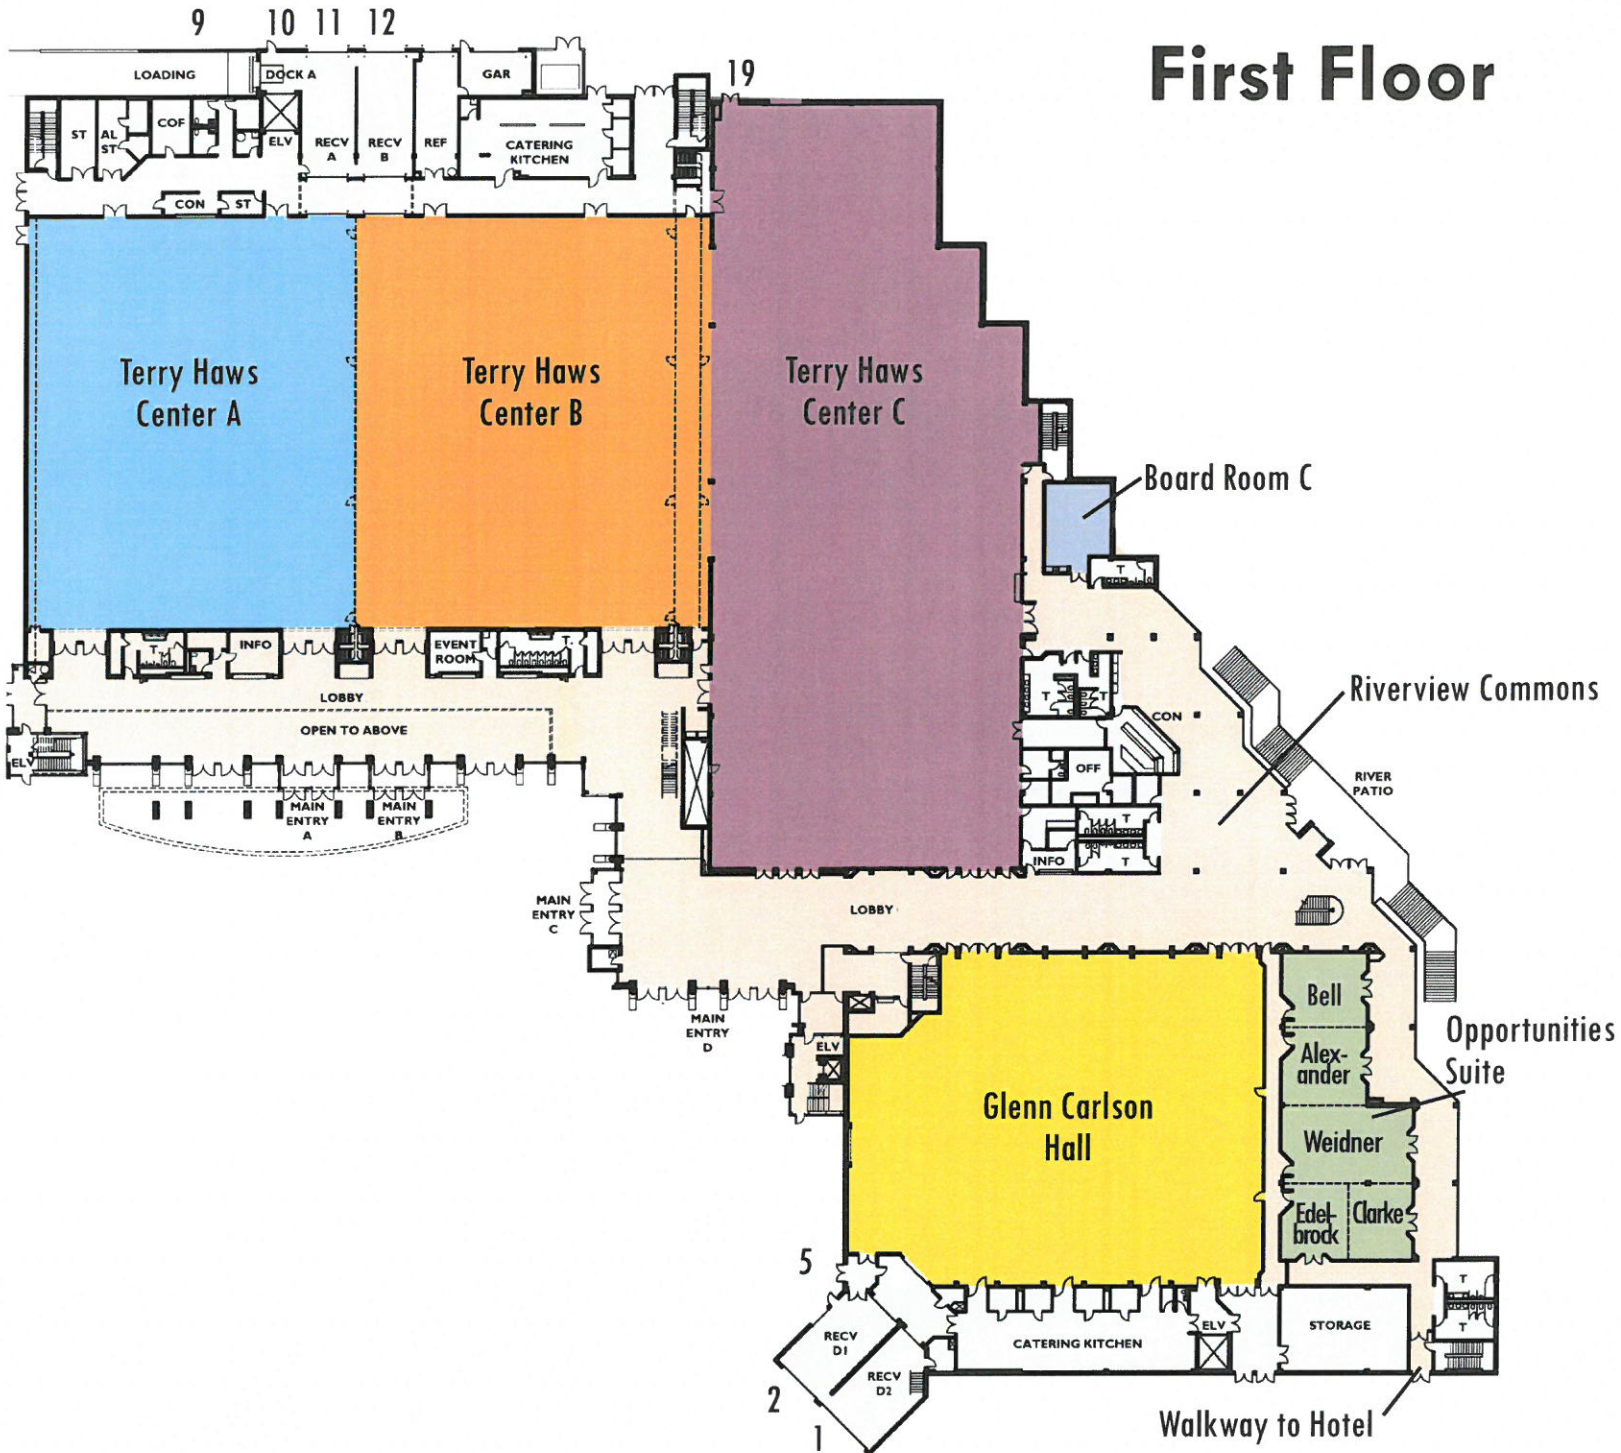 First Floor
9
10
11
12
19
LOADING
DOCK A
GAR
ST
AL
ST
COF
ELV
RECV
A
RECV
B
REF
CATERING
KITCHEN
CON
ST
Terry Haws
Center A
Terry Haws
Center B
Terry Haws
Center C
Board Room C
T
T
INFO
EVENT
ROOM
T
LOBBY
OPEN TO ABOVE
ELV
MAIN
ENTRY
A
MAIN
ENTRY
B
T
T
CON
OFF
T
INFO
T
Riverview Commons
RIVER
PATIO
MAIN
ENTRY
C
LOBBY
MAIN
ENTRY
D
ELV
Glenn Carlson
Hall
Bell
Alex-
ander
Weidner
Edel-
brock
Clarke
Opportunities
Suite
5
RECV
D1
RECV
D2
2
1
CATERING KITCHEN
ELV
STORAGE
T
T
Walkway to Hotel